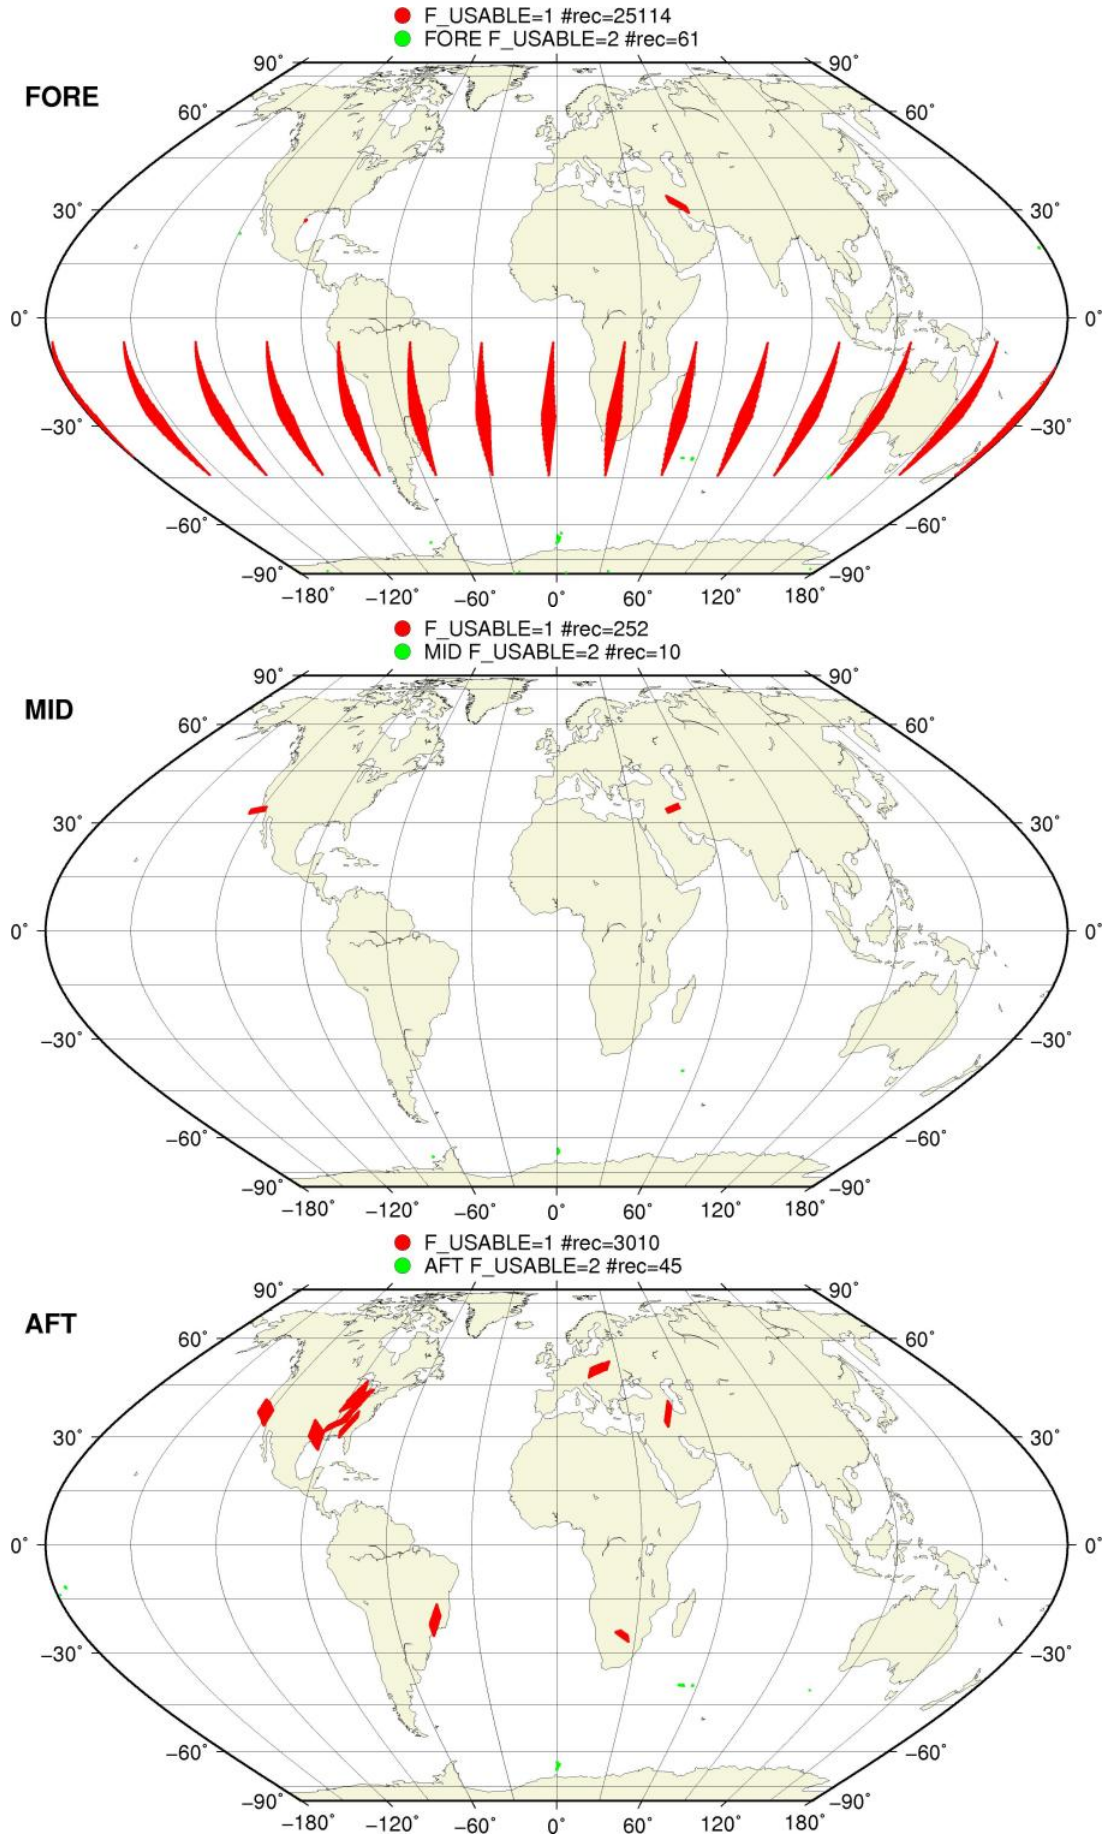 F_USABLE=1 #rec=25114
FORE F_USABLE=2 #rec=61
FORE
90° 90°
60° 60°
30° 30°
0° 0°
−30° −30°
−60° −60°
−90° −90°
−180° −120° −60° 0° 60° 120° 180°
F_USABLE=1 #rec=252
MID F_USABLE=2 #rec=10
MID
90° 90°
60° 60°
30° 30°
0° 0°
−30° −30°
−60° −60°
−90° −90°
−180° −120° −60° 0° 60° 120° 180°
F_USABLE=1 #rec=3010
AFT F_USABLE=2 #rec=45
AFT
90° 90°
60° 60°
30° 30°
0° 0°
−30° −30°
−60° −60°
−90° −90°
−180° −120° −60° 0° 60° 120° 180°